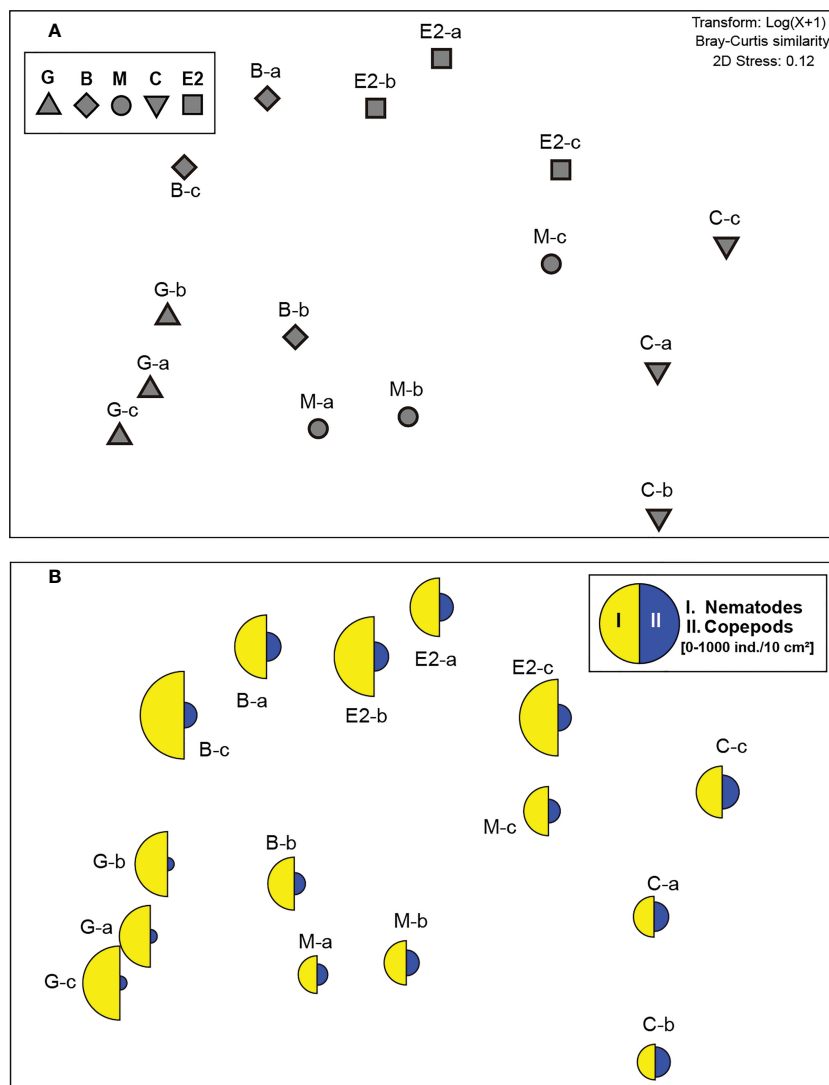 A
Transform: Log(X+1)
Bray-Curtis similarity
2D Stress: 0.12
G B M C E2
E2-a
B-a
E2-b
E2-c
B-c
C-c
M-c
G-b
B-b
C-a
G-a
M-b
G-c
M-a
C-b
B
I II
I. Nematodes
II. Copepods
[0-1000 ind./10 cm²]
E2-a
B-a
E2-b
E2-c
B-c
C-c
M-c
B-b
G-b
C-a
G-a
M-b
M-a
G-c
C-b